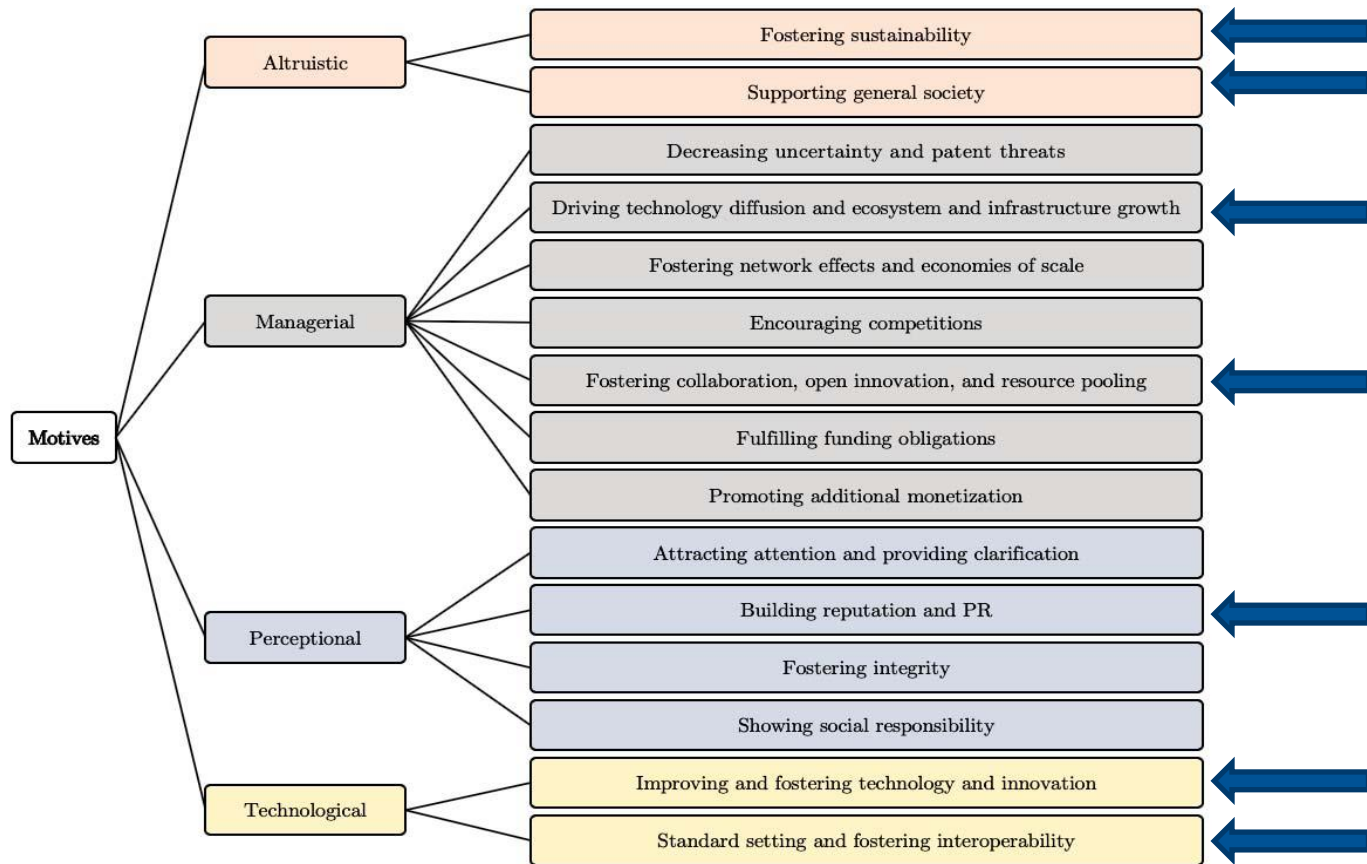 Motives
Altruistic
Fostering sustainability
Supporting general society
Managerial
Decreasing uncertainty and patent threats
Driving technology diffusion and ecosystem and infrastructure growth
Fostering network effects and economies of scale
Encouraging competitions
Fostering collaboration, open innovation, and resource pooling
Fulfilling funding obligations
Promoting additional monetization
Perceptional
Attracting attention and providing clarification
Building reputation and PR
Fostering integrity
Showing social responsibility
Technological
Improving and fostering technology and innovation
Standard setting and fostering interoperability